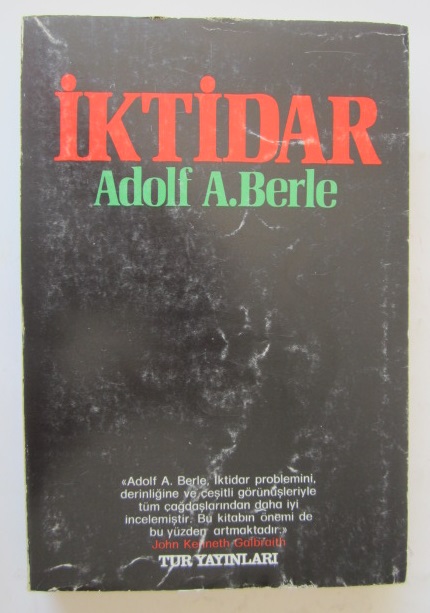 İKTİDAR
Adolf A.Berle
«Adolf A. Berle, İktidar problemini,
derinliğine ve çeşitli görünüşleriyle
tüm çağdaşlarından daha iyi
incelemiştir. Bu kitabın önemi de
bu yüzden artmaktadır.»
John Kenneth Galbraith
TUR YAYINLARI